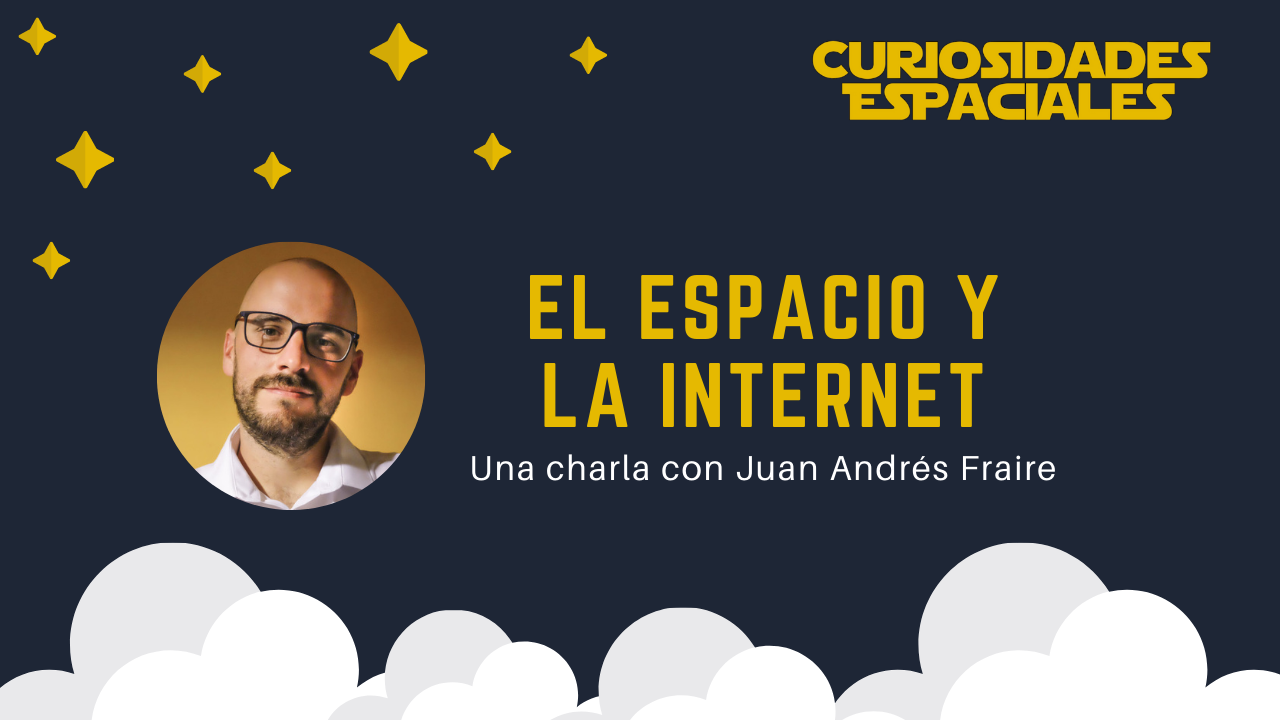 CURIOSIDADES
ESPACIALES
EL ESPACIO Y
LA INTERNET
Una charla con Juan Andrés Fraire